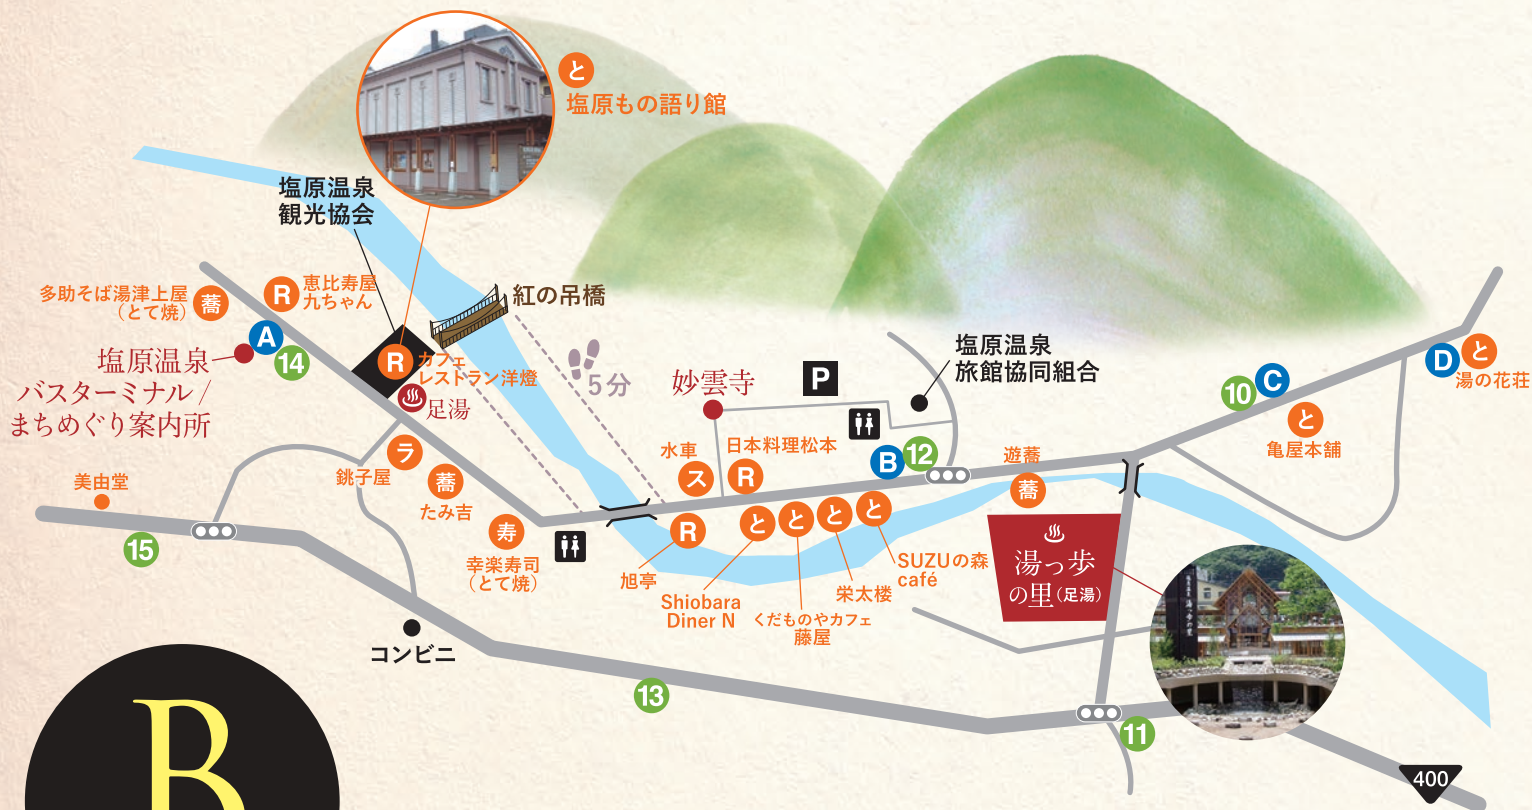 と
塩原もの語り館
塩原温泉
観光協会
多助そば湯津上屋
（とて焼）
蕎
R
恵比寿屋
九ちゃん
紅の吊橋
A
14
塩原温泉
バスターミナル/
まちめぐり案内所
R
カフェ
レストラン洋燈
足湯
5分
妙雲寺
P
塩原温泉
旅館協同組合
10
C
D
と
湯の花荘
と
亀屋本舗
ラ
銚子屋
蕎
たみ吉
美由堂
水車
ス
日本料理松本
R
B
12
遊蕎
蕎
15
寿
幸楽寿司
（とて焼）
R
旭亭
と
Shiobara
Diner N
と
くだものやカフェ
藤屋
と
栄太楼
と
SUZUの森
café
湯っ歩
の里（足湯）
コンビニ
13
11
400
B